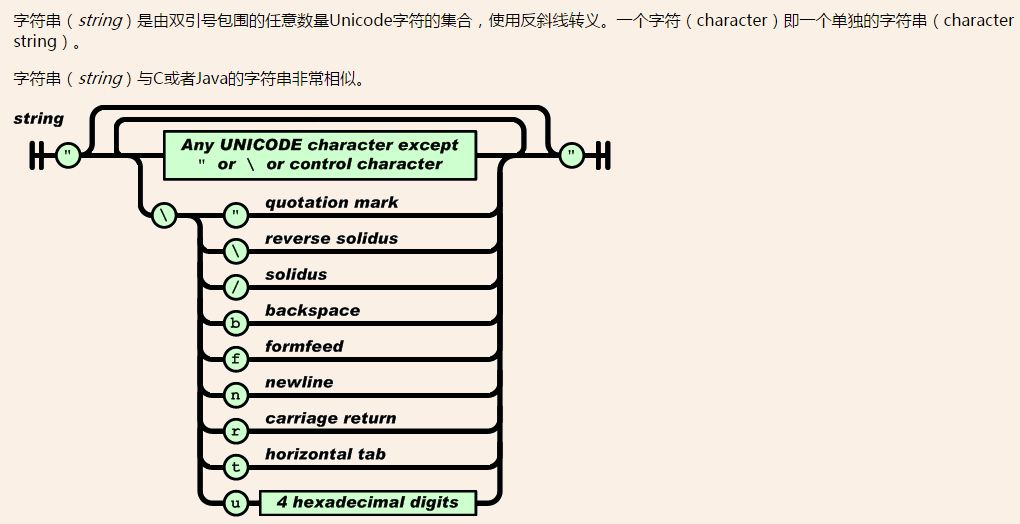 字符串（string）是由双引号包围的任意数量Unicode字符的集合，使用反斜线转义。一个字符（character）即一个单独的字符串（character
string）。
字符串（string）与C或者Java的字符串非常相似。
string
"
Any UNICODE character except
" or \ or control character
"
\
" quotation mark
\ reverse solidus
/ solidus
b backspace
f formfeed
n newline
r carriage return
t horizontal tab
u 4 hexadecimal digits